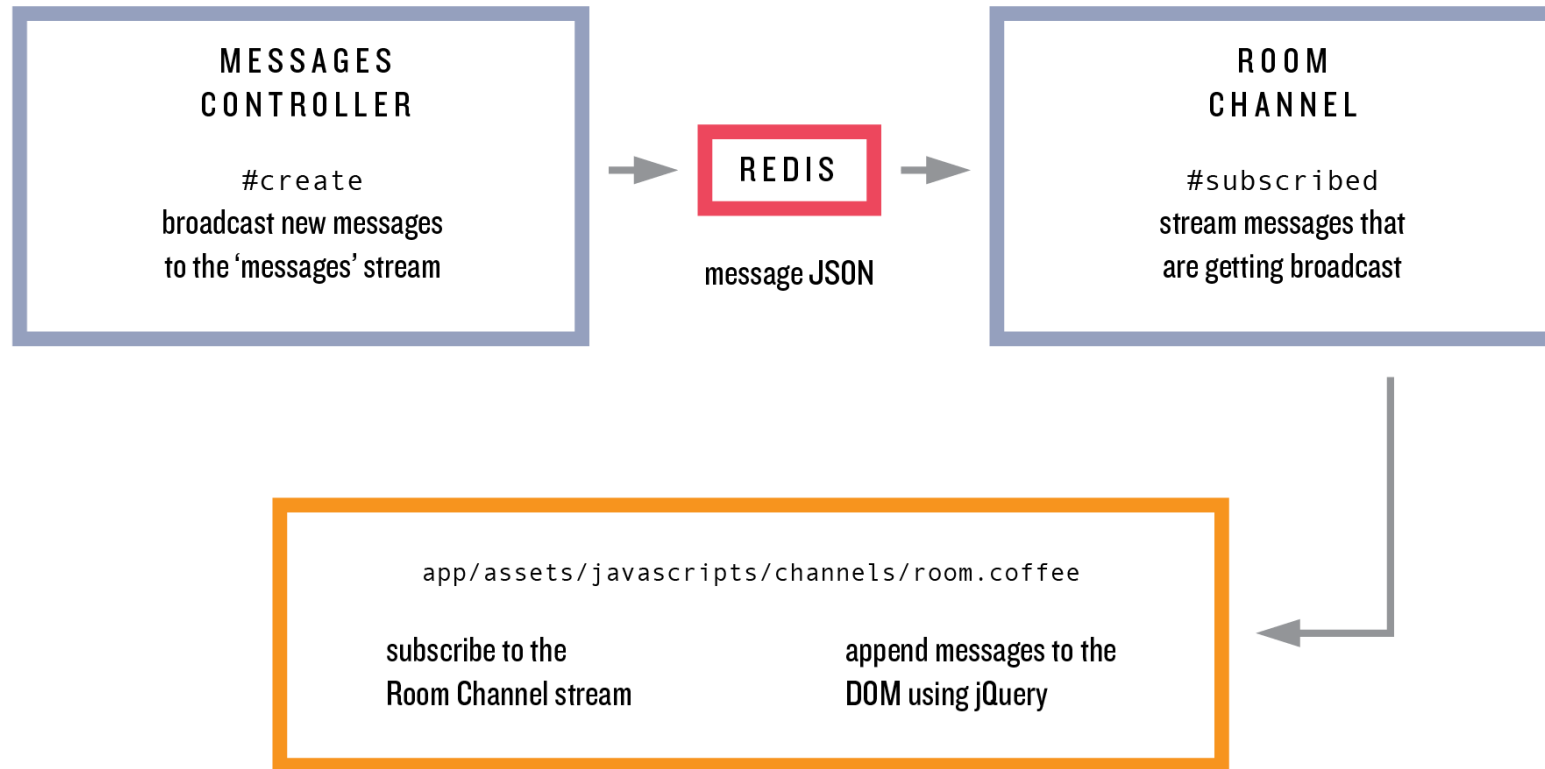 MESSAGES
CONTROLLER
#create
broadcast new messages
to the ‘messages’ stream
REDIS
message JSON
ROOM
CHANNEL
#subscribed
stream messages that
are getting broadcast
app/assets/javascripts/channels/room.coffee
subscribe to the
Room Channel stream
append messages to the
DOM using jQuery